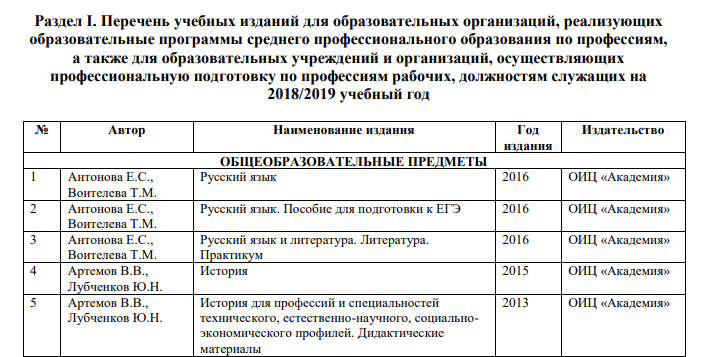 Раздел I. Перечень учебных изданий для образовательных организаций, реализующих
образовательные программы среднего профессионального образования по профессиям,
а также для образовательных учреждений и организаций, осуществляющих
профессиональную подготовку по профессиям рабочих, должностям служащих на
2018/2019 учебный год
№ Автор Наименование издания Год издания Издательство
ОБЩЕОБРАЗОВАТЕЛЬНЫЕ ПРЕДМЕТЫ
1 Антонова Е.С., Русский язык 2016 ОИЦ «Академия»
Воителева Т.М.
2 Антонова Е.С., Русский язык. Пособие для подготовки к ЕГЭ 2016 ОИЦ «Академия»
Воителева Т.М.
3 Антонова Е.С., Русский язык и литература. Литература. 2016 ОИЦ «Академия»
Воителева Т.М. Практикум
4 Артемов В.В., История 2015 ОИЦ «Академия»
Лубченков Ю.Н.
5 Артемов В.В., История для профессий и специальностей 2013 ОИЦ «Академия»
Лубченков Ю.Н. технического, естественно-научного, социально-
экономического профилей. Дидактические
материалы